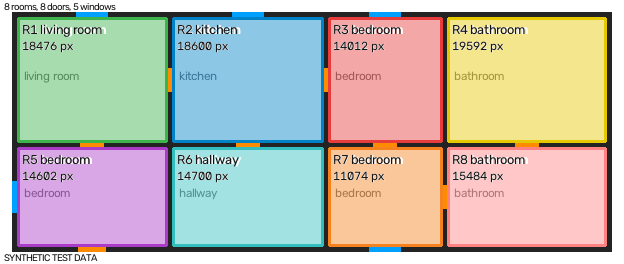 8 rooms, 8 doors, 5 windows
R1 living room
18476 px
living room
R2 kitchen
18600 px
kitchen
R3 bedroom
14012 px
bedroom
R4 bathroom
19592 px
bathroom
R5 bedroom
14602 px
bedroom
R6 hallway
14700 px
hallway
R7 bedroom
11074 px
bedroom
R8 bathroom
15484 px
bathroom
SYNTHETIC TEST DATA